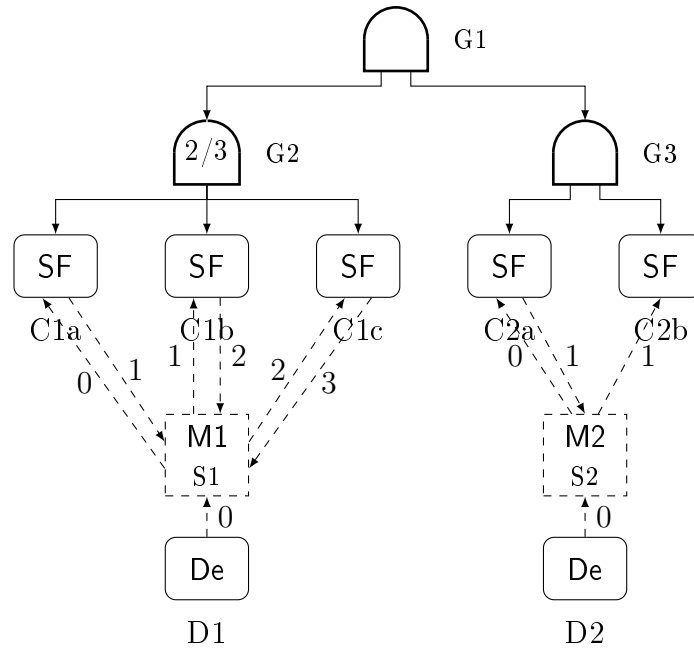 G1
2/3 G2 G3
SF SF SF SF SF
C1a C1b C1c C2a C2b
0 1 1 2 2 3 0 1 1
M1 M2
S1 S2
0 0
De De
D1 D2